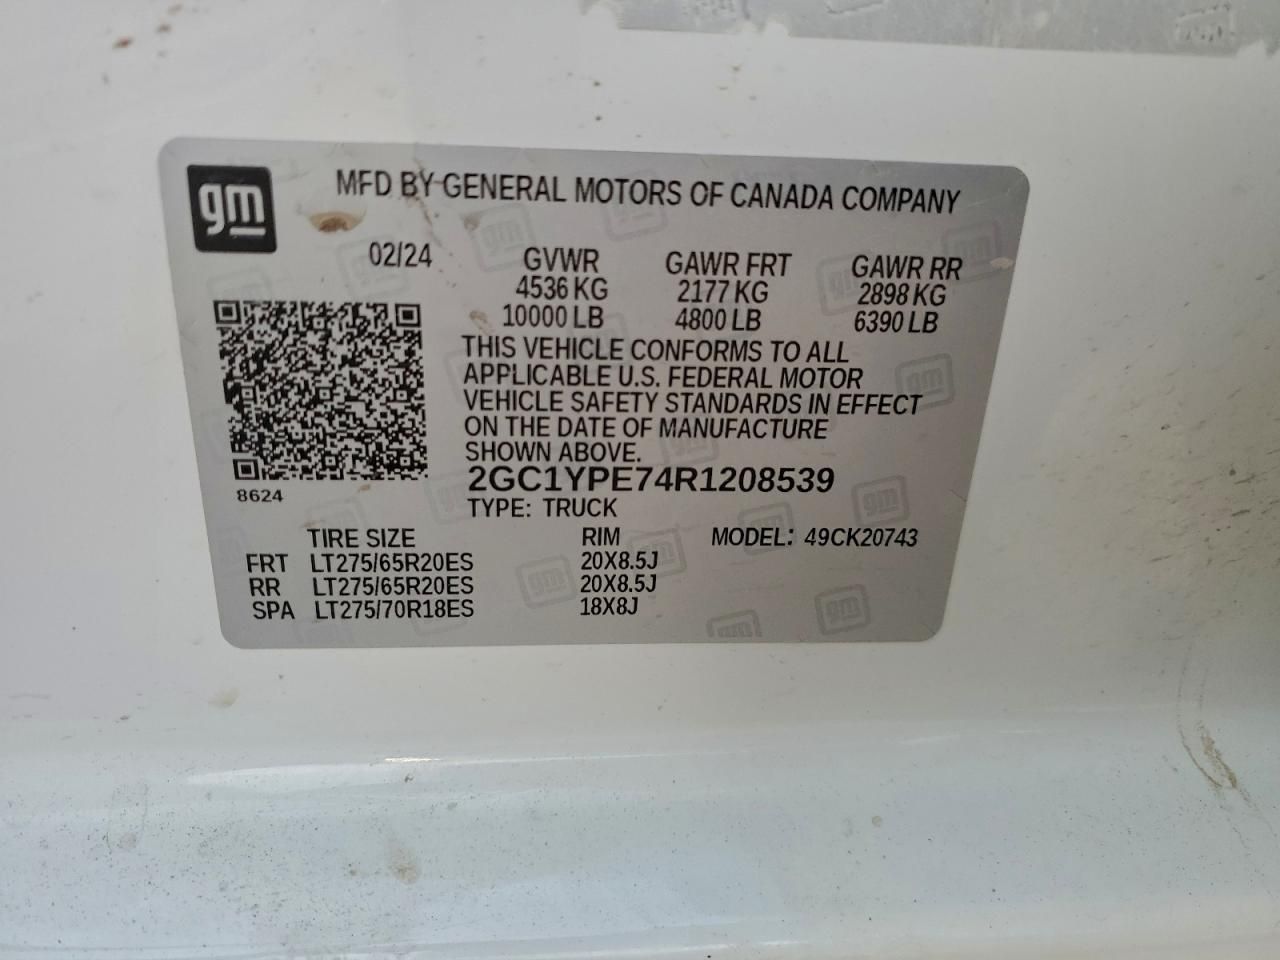 gm
MFD BY GENERAL MOTORS OF CANADA COMPANY
02/24 GVWR GAWR FRT GAWR RR
4536 KG 2177 KG 2898 KG
10000 LB 4800 LB 6390 LB
THIS VEHICLE CONFORMS TO ALL
APPLICABLE U.S. FEDERAL MOTOR
VEHICLE SAFETY STANDARDS IN EFFECT
ON THE DATE OF MANUFACTURE
SHOWN ABOVE.
2GC1YPE74R1208539
8624
TYPE: TRUCK
TIRE SIZE RIM MODEL: 49CK20743
FRT LT275/65R20ES 20X8.5J
RR LT275/65R20ES 20X8.5J
SPA LT275/70R18ES 18X8J